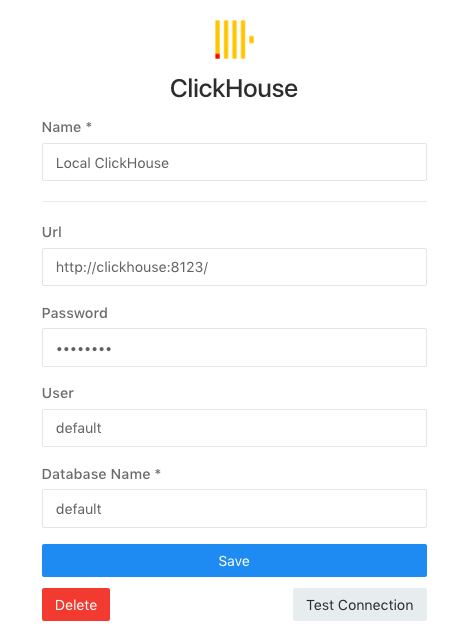 ClickHouse
Name *
Local ClickHouse
Url
http://clickhouse:8123/
Password
••••••••
User
default
Database Name *
default
Save
Delete
Test Connection